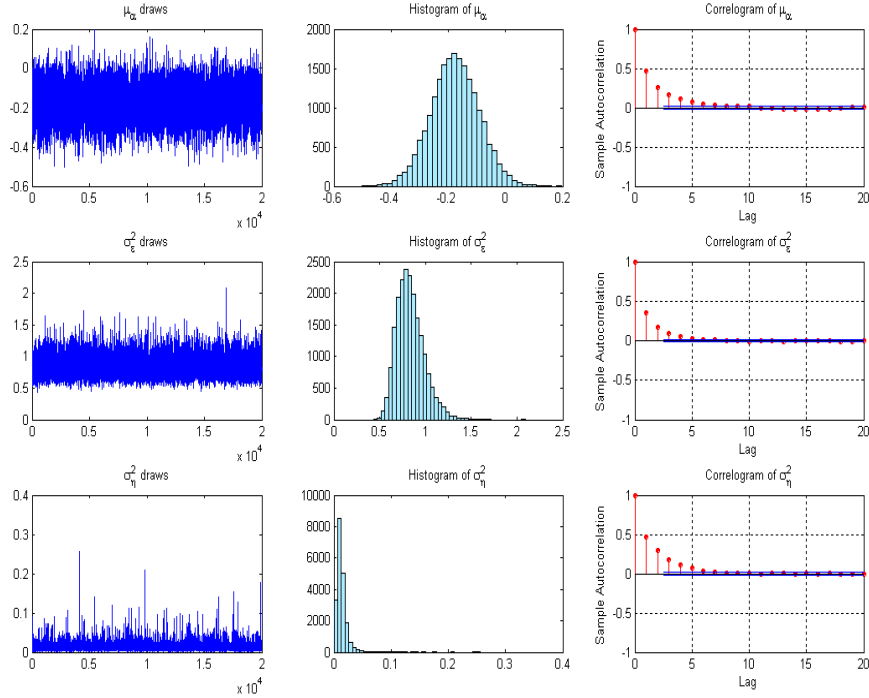 μα draws
0.2
0
-0.2
-0.4
-0.6
0 0.5 1 1.5 2
x 10^4
Histogram of μα
2000
1500
1000
500
0
-0.6 -0.4 -0.2 0 0.2
Correlogram of μα
Sample Autocorrelation
1
0.5
0
-0.5
-1
0 5 10 15 20
Lag
σ²ε draws
2.5
2
1.5
1
0.5
0
0 0.5 1 1.5 2
x 10^4
Histogram of σ²ε
2500
2000
1500
1000
500
0
0 0.5 1 1.5 2 2.5
Correlogram of σ²ε
Sample Autocorrelation
1
0.5
0
-0.5
-1
0 5 10 15 20
Lag
σ²η draws
0.4
0.3
0.2
0.1
0
0 0.5 1 1.5 2
x 10^4
Histogram of σ²η
10000
8000
6000
4000
2000
0
0 0.1 0.2 0.3 0.4
Correlogram of σ²η
Sample Autocorrelation
1
0.5
0
-0.5
-1
0 5 10 15 20
Lag